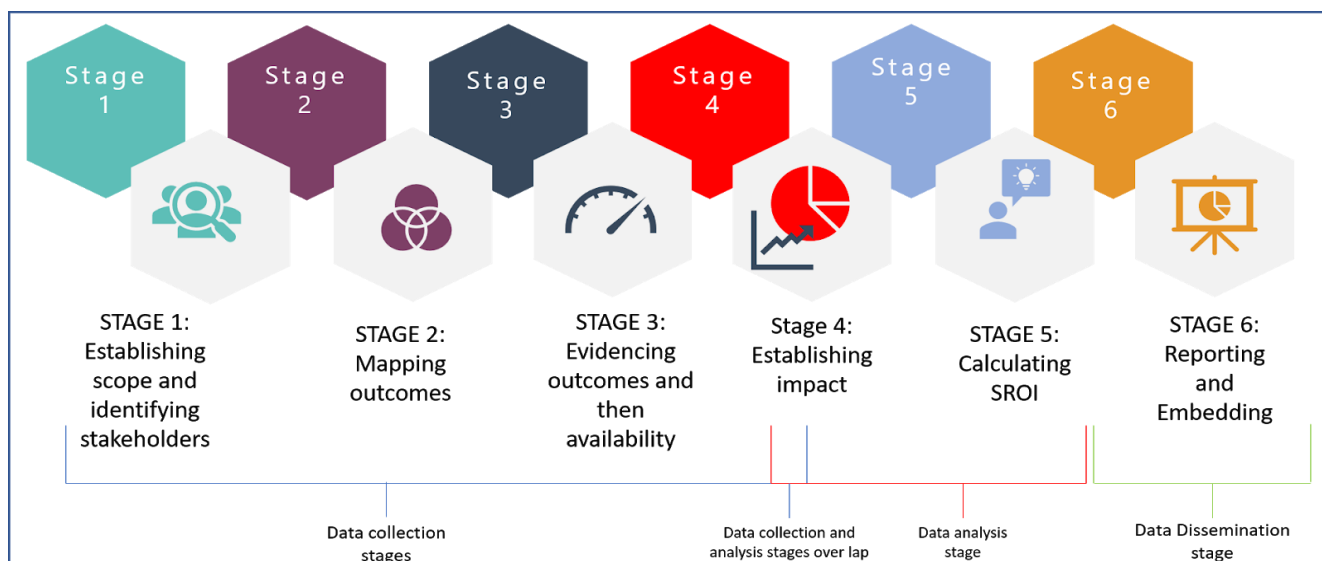 Stage
1
Stage
2
Stage
3
Stage
4
Stage
5
Stage
6
STAGE 1:
Establishing
scope and
identifying
stakeholders
STAGE 2:
Mapping
outcomes
STAGE 3:
Evidencing
outcomes and
then
availability
Stage 4:
Establishing
impact
STAGE 5:
Calculating
SROI
STAGE 6:
Reporting
and
Embedding
Data collection
stages
Data collection and
analysis stages over lap
Data analysis
stage
Data Dissemination
stage